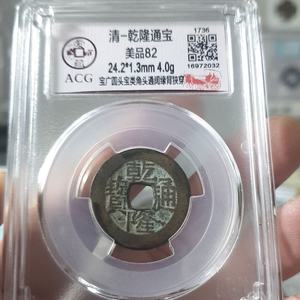 清-乾隆通宝
美品82
24.2*1.3mm 4.0g
宝广圆头宝类角头通阔缘背狭穿
ACG
1736
16972032
乾隆通寶